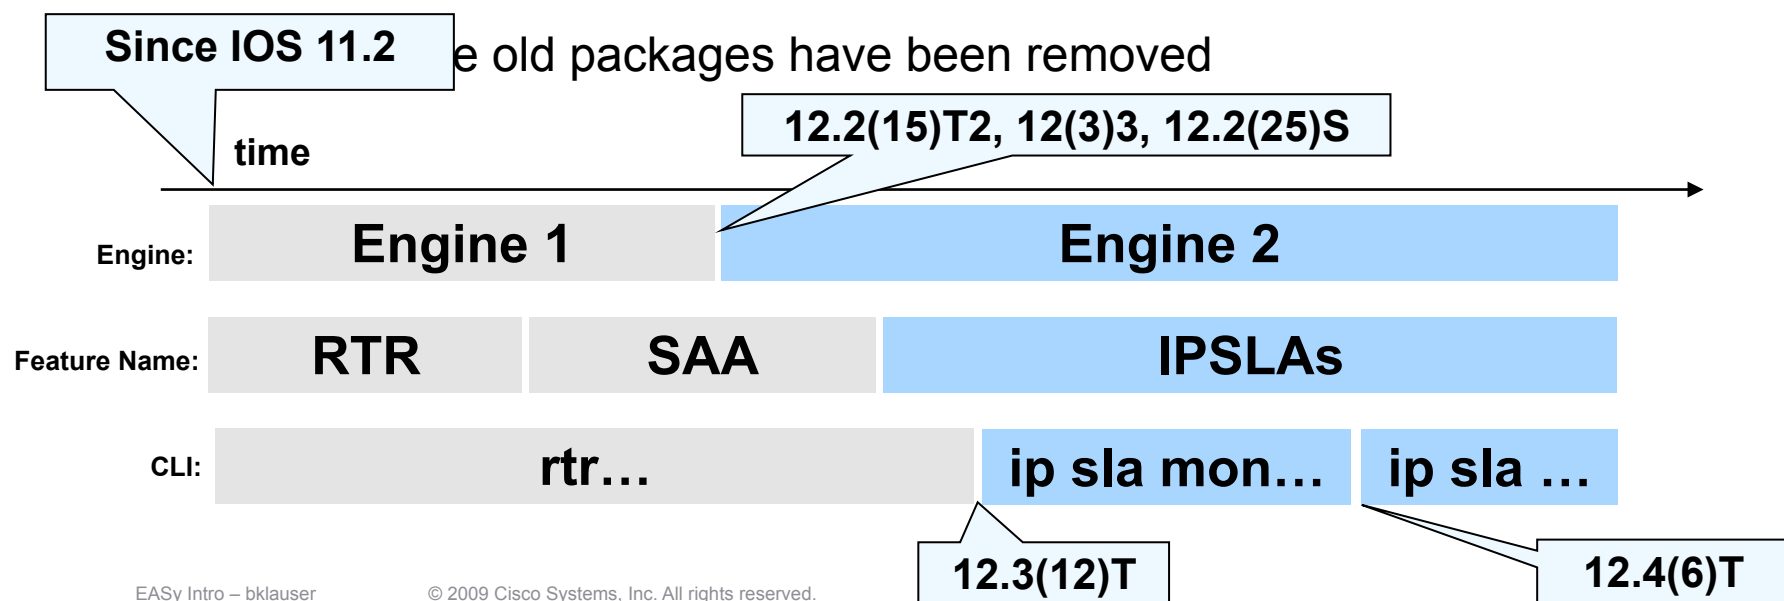 Since IOS 11.2
e old packages have been removed
12.2(15)T2, 12(3)3, 12.2(25)S
time
Engine:
Engine 1
Engine 2
Feature Name:
RTR
SAA
IPSLAs
CLI:
rtr…
ip sla mon…
ip sla …
12.3(12)T
12.4(6)T
EASy Intro – bklauser
© 2009 Cisco Systems, Inc. All rights reserved.